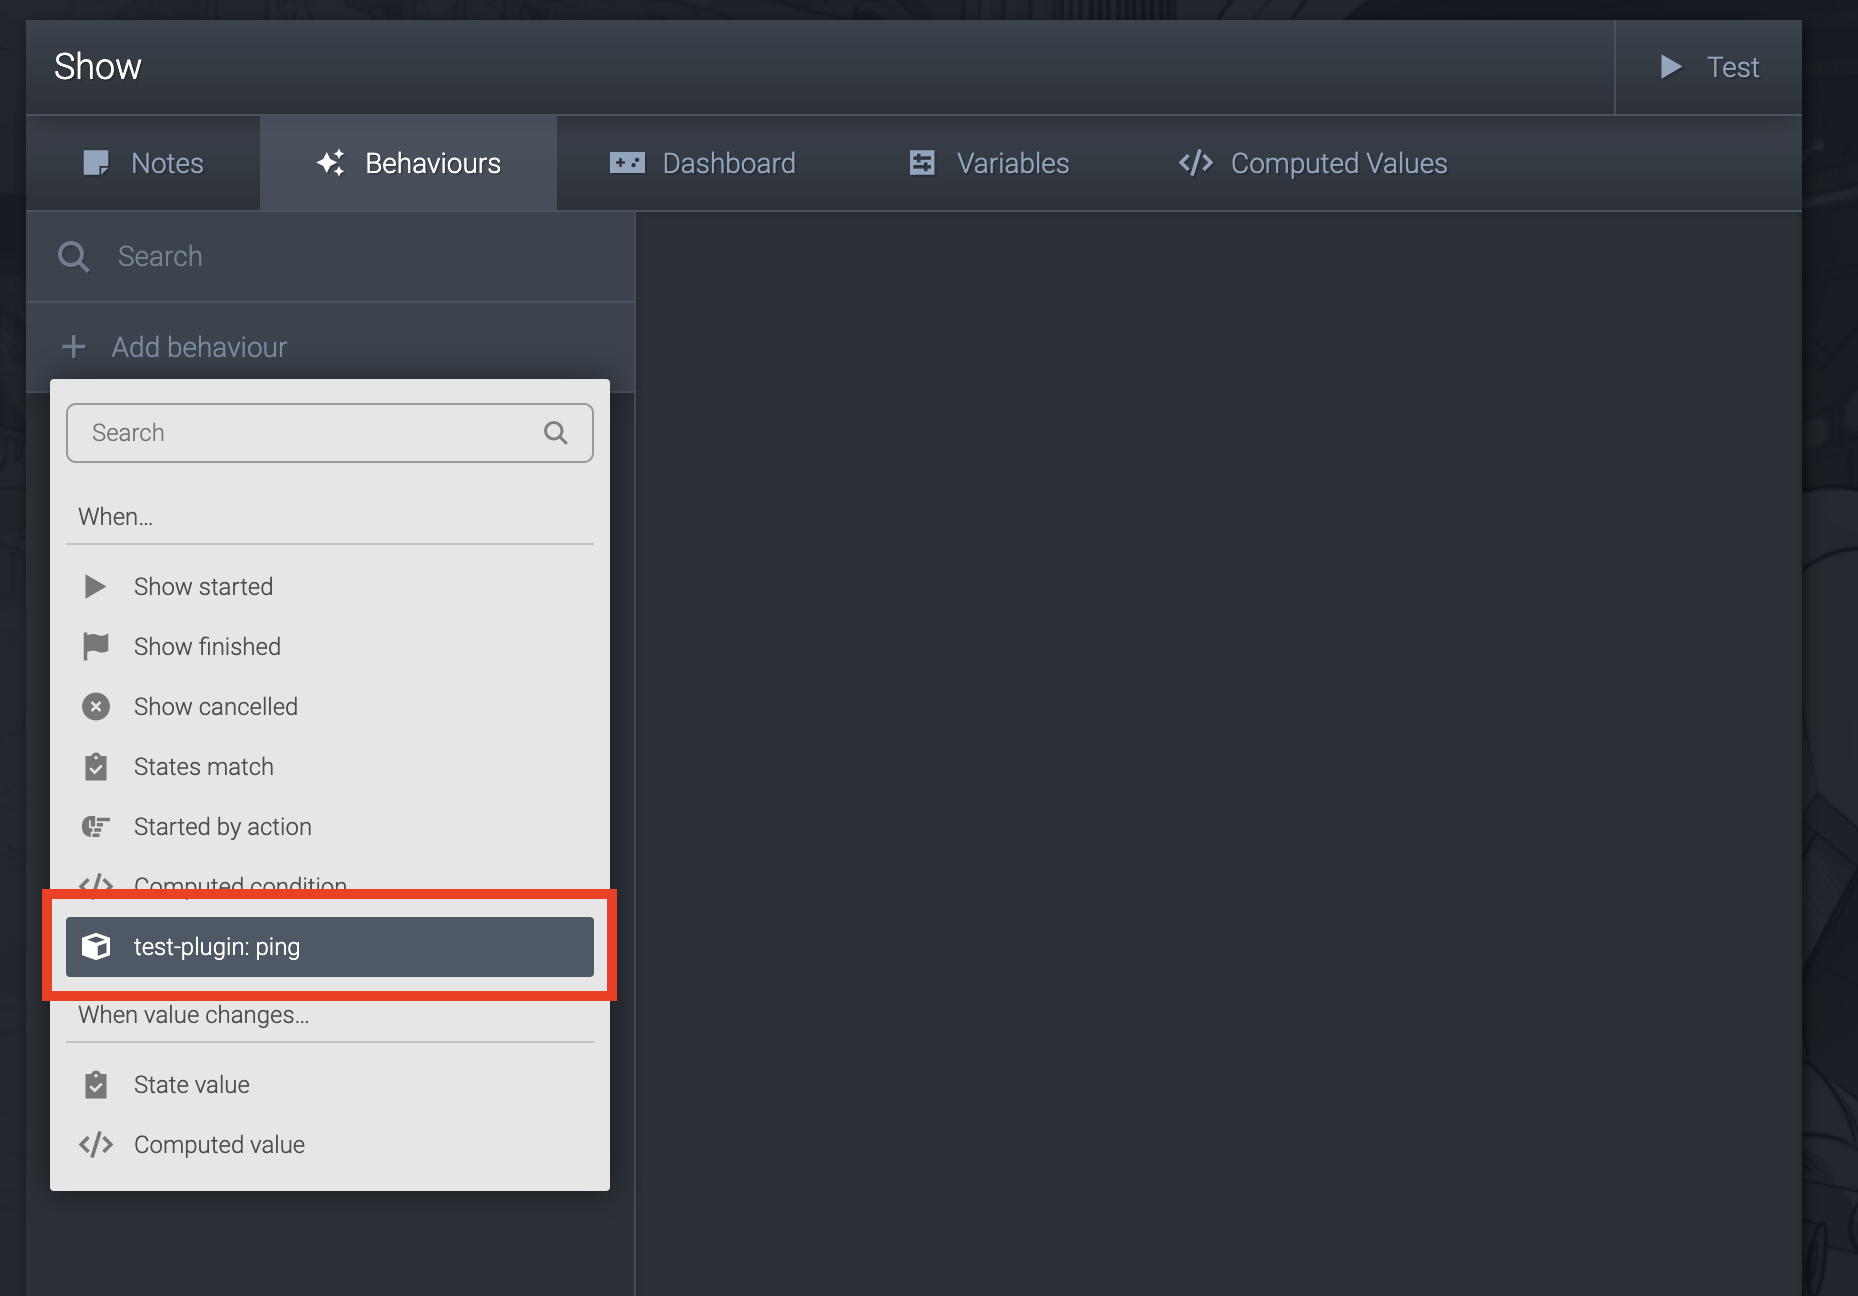 Show
Test
Notes
Behaviours
Dashboard
Variables
Computed Values
Search
Add behaviour
Search
When...
Show started
Show finished
Show cancelled
States match
Started by action
Computed condition
test-plugin: ping
When value changes...
State value
Computed value